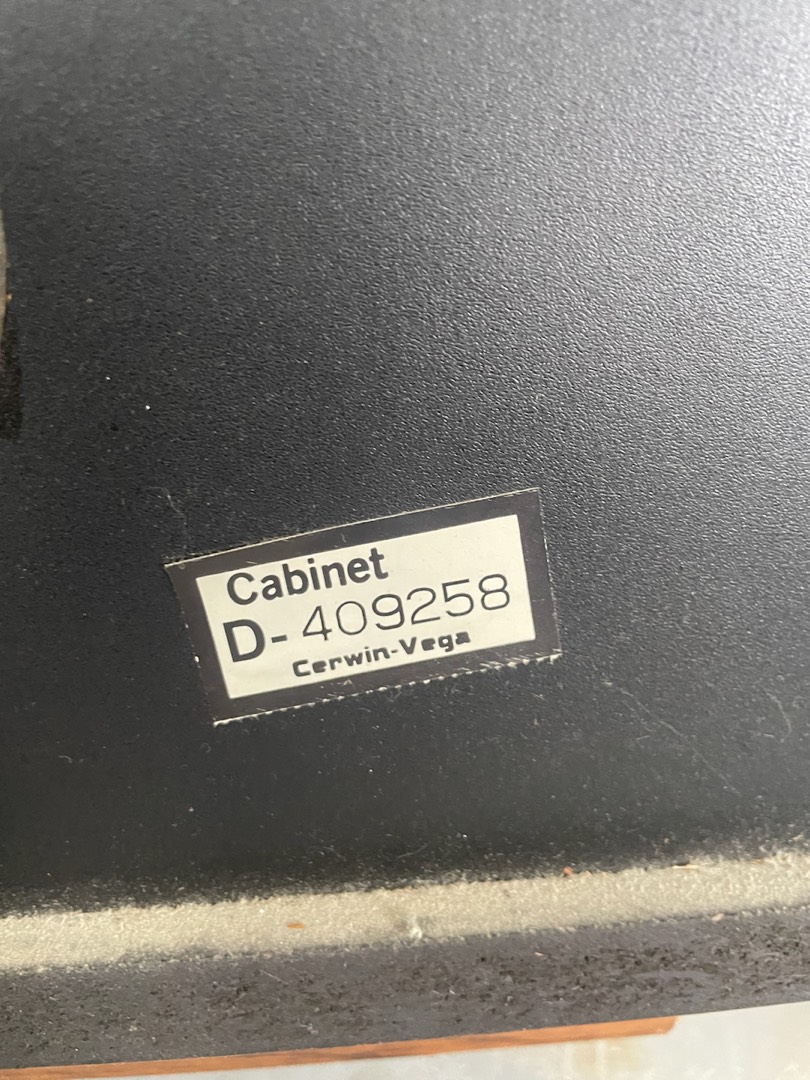 Cabinet
D- 409258
Cerwin-Vega